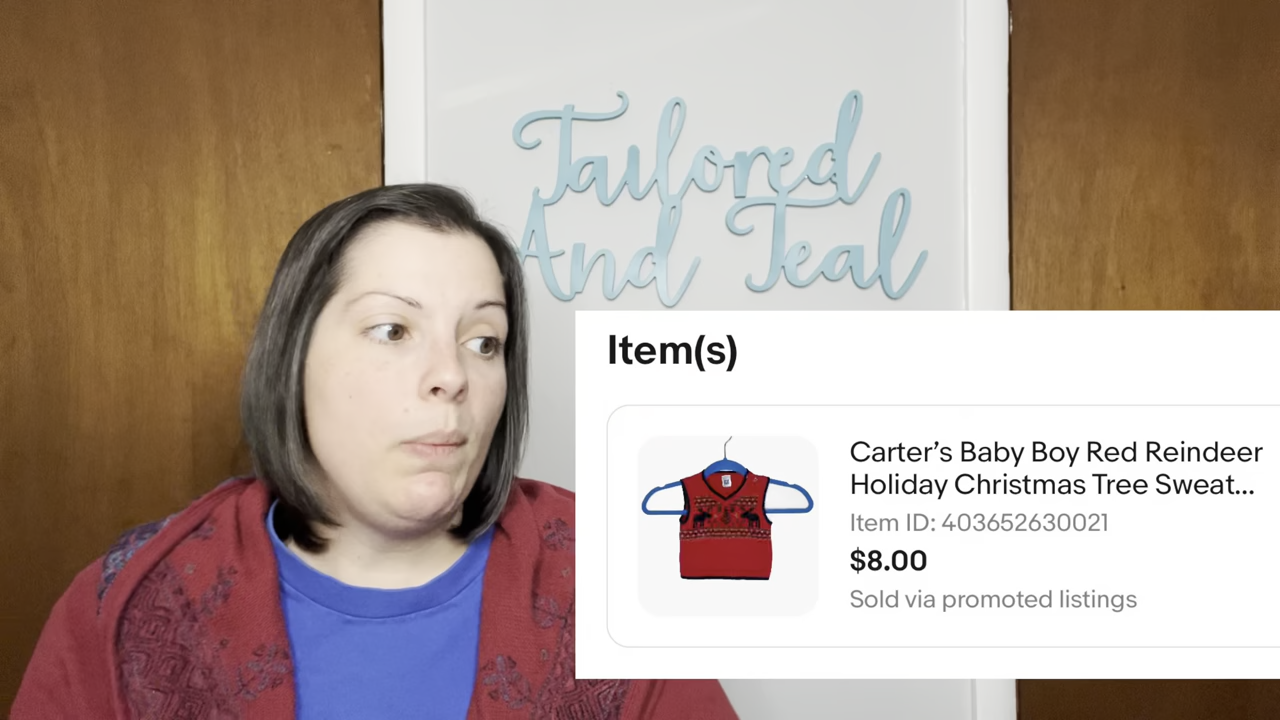 Tailored
And Teal
Item(s)
Carter’s Baby Boy Red Reindeer
Holiday Christmas Tree Sweat...
Item ID: 403652630021
$8.00
Sold via promoted listings